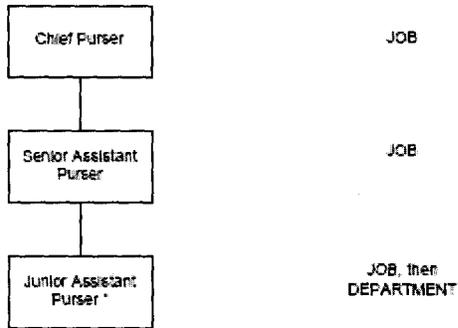 Chief Purser
JOB
Senior Assistant
Purser
JOB
Junior Assistant
Purser *
JOB, then
DEPARTMENT